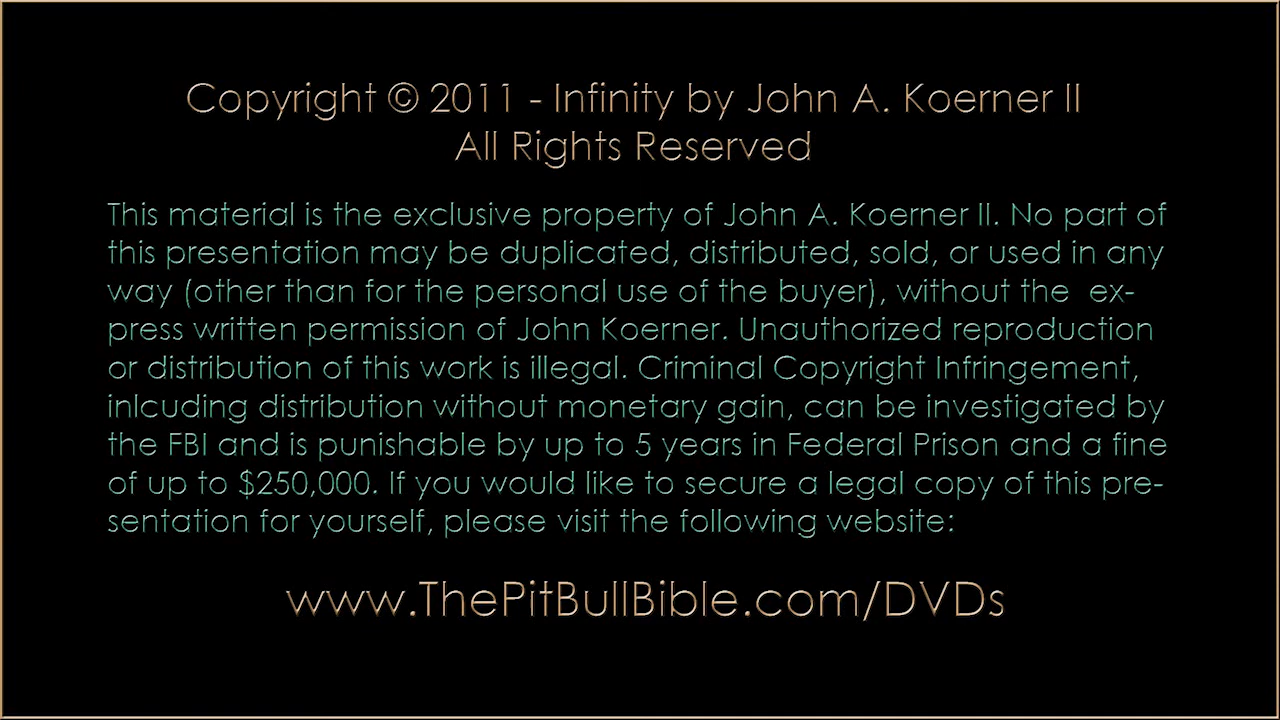 Copyright © 2011 - Infinity by John A. Koerner II
All Rights Reserved
This material is the exclusive property of John A. Koerner II. No part of
this presentation may be duplicated, distributed, sold, or used in any
way (other than for the personal use of the buyer), without the  ex-
press written permission of John Koerner. Unauthorized reproduction
or distribution of this work is illegal. Criminal Copyright Infringement,
inlcuding distribution without monetary gain, can be investigated by
the FBI and is punishable by up to 5 years in Federal Prison and a fine
of up to $250,000. If you would like to secure a legal copy of this pre-
sentation for yourself, please visit the following website:
www.ThePitBullBible.com/DVDs